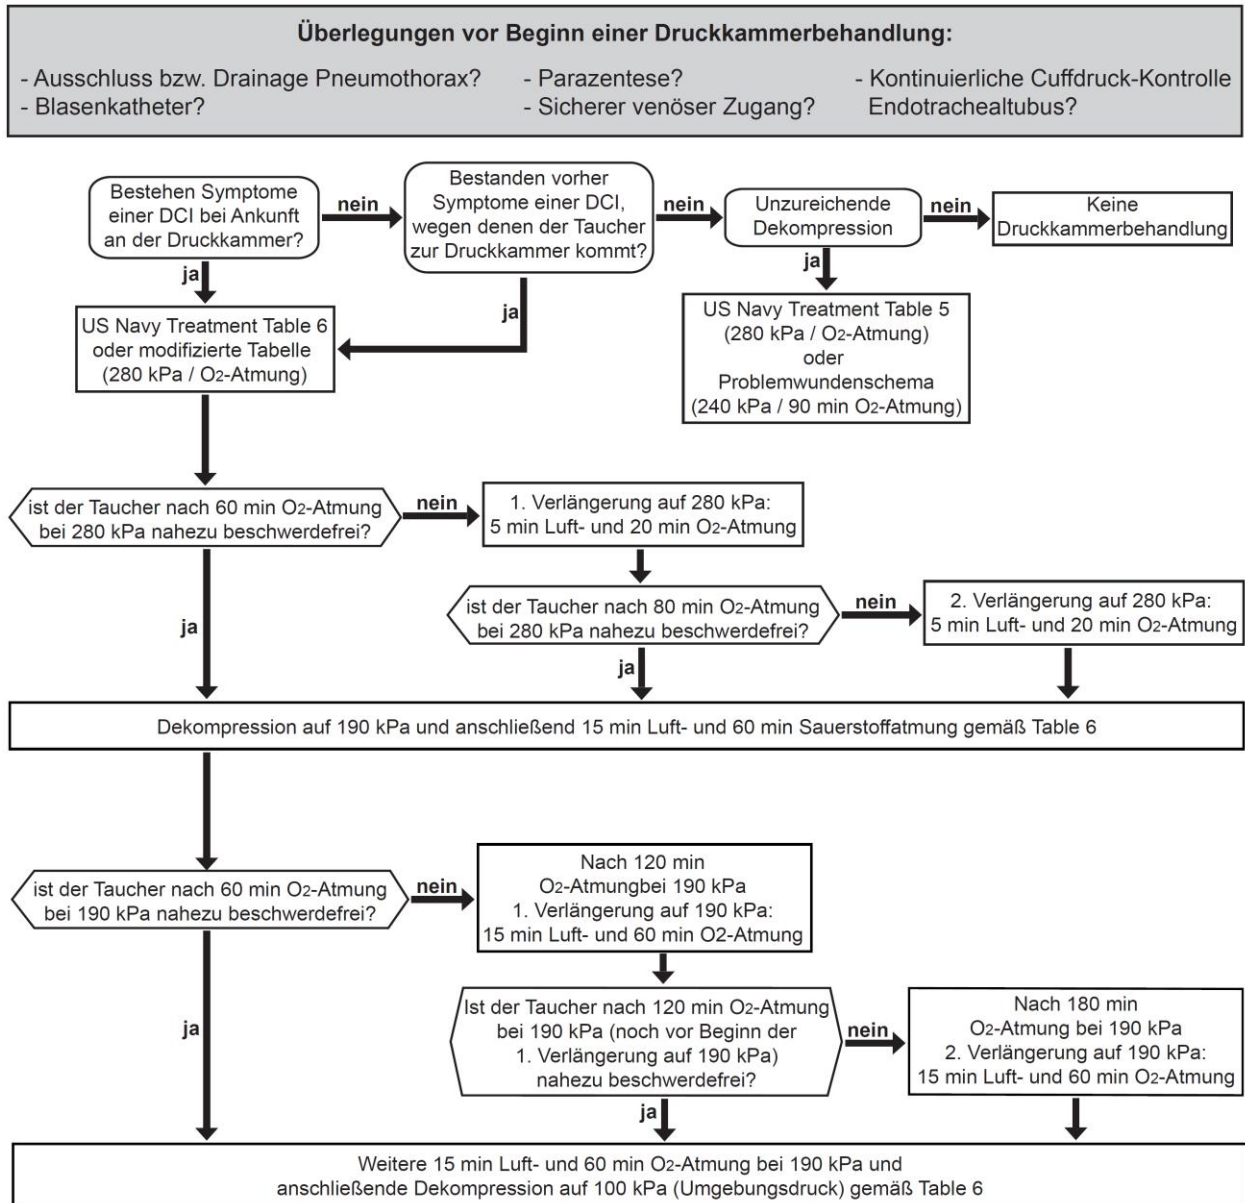 Überlegungen vor Beginn einer Druckkammerbehandlung:
- Ausschluss bzw. Drainage Pneumothorax?
- Blasenkatheter?
- Parazentese?
- Sicherer venöser Zugang?
- Kontinuierliche Cuffdruck-Kontrolle
Endotrachealtubus?
Bestehen Symptome
einer DCI bei Ankunft
an der Druckkammer?
nein
Bestanden vorher
Symptome einer DCI,
wegen denen der Taucher
zur Druckkammer kommt?
nein
Unzureichende
Dekompression
nein
Keine
Druckkammerbehandlung
ja
ja
ja
US Navy Treatment Table 6
oder modifizierte Tabelle
(280 kPa / O2-Atmung)
US Navy Treatment Table 5
(280 kPa / O2-Atmung)
oder
Problemwundenschema
(240 kPa / 90 min O2-Atmung)
ist der Taucher nach 60 min O2-Atmung
bei 280 kPa nahezu beschwerdefrei?
nein
1. Verlängerung auf 280 kPa:
5 min Luft- und 20 min O2-Atmung
ist der Taucher nach 80 min O2-Atmung
bei 280 kPa nahezu beschwerdefrei?
nein
2. Verlängerung auf 280 kPa:
5 min Luft- und 20 min O2-Atmung
ja
ja
Dekompression auf 190 kPa und anschließend 15 min Luft- und 60 min Sauerstoffatmung gemäß Table 6
ist der Taucher nach 60 min O2-Atmung
bei 190 kPa nahezu beschwerdefrei?
nein
Nach 120 min
O2-Atmungbei 190 kPa
1. Verlängerung auf 190 kPa:
15 min Luft- und 60 min O2-Atmung
Ist der Taucher nach 120 min O2-Atmung
bei 190 kPa (noch vor Beginn der
1. Verlängerung auf 190 kPa)
nahezu beschwerdefrei?
nein
Nach 180 min
O2-Atmung bei 190 kPa
2. Verlängerung auf 190 kPa:
15 min Luft- und 60 min O2-Atmung
ja
ja
Weitere 15 min Luft- und 60 min O2-Atmung bei 190 kPa und
anschließende Dekompression auf 100 kPa (Umgebungsdruck) gemäß Table 6